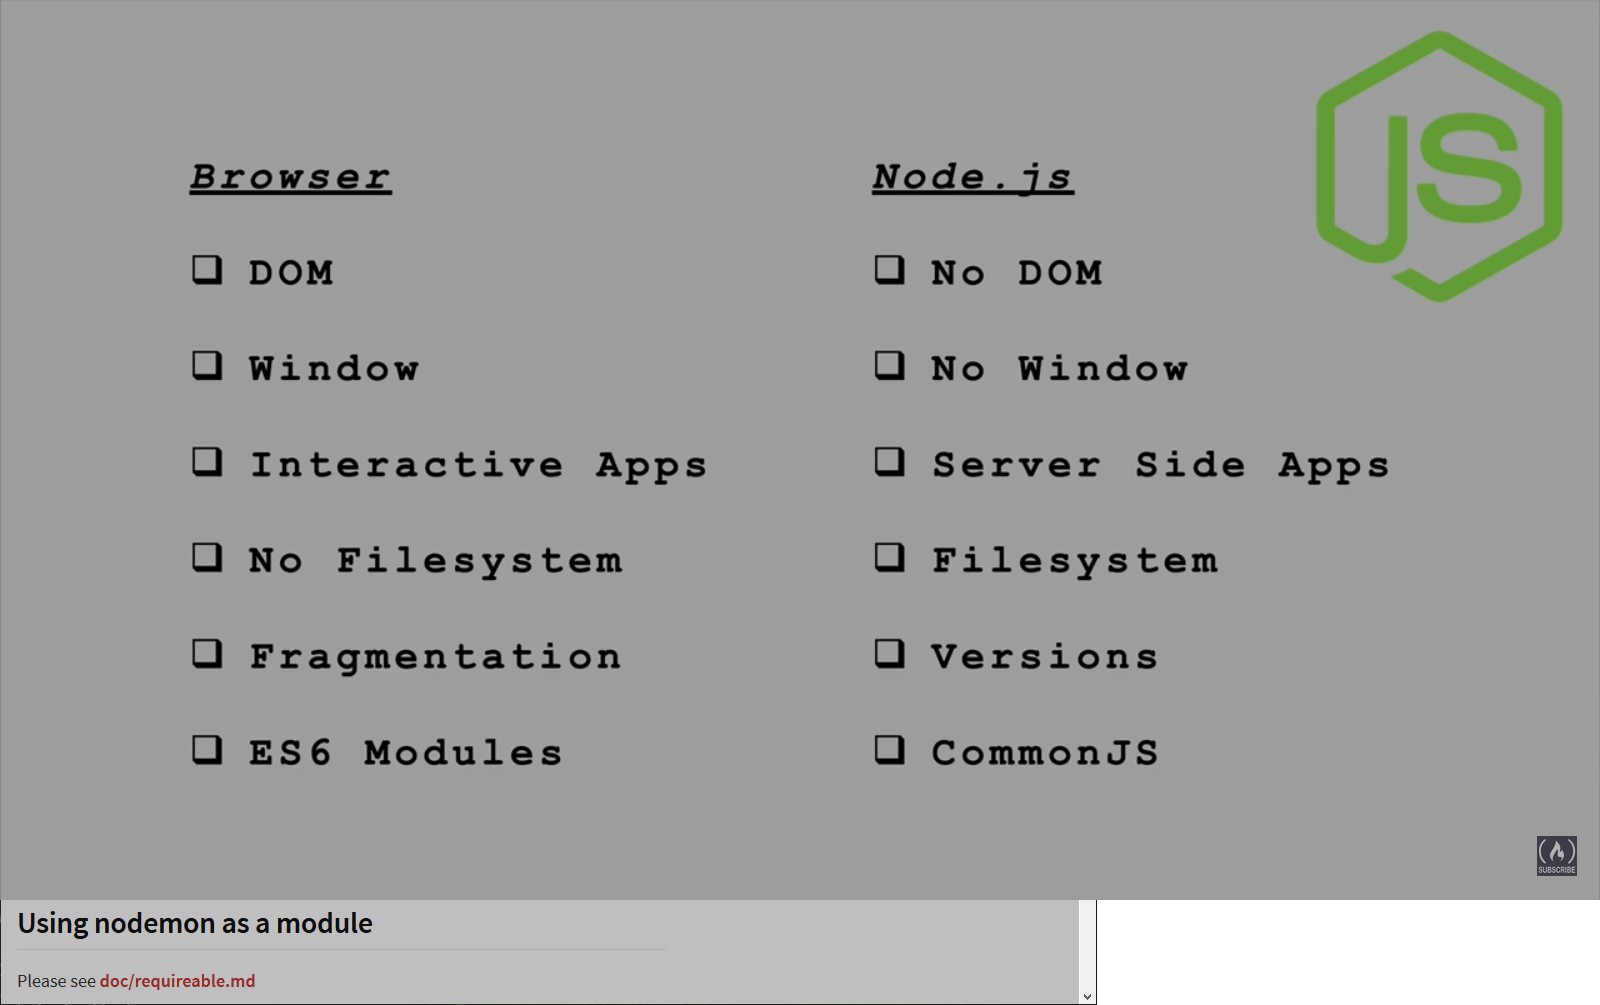 Browser
DOM
Window
Interactive Apps
No Filesystem
Fragmentation
ES6 Modules
Node.js
No DOM
No Window
Server Side Apps
Filesystem
Versions
CommonJS
JS
SUBSCRIBE
Using nodemon as a module
Please see doc/requireable.md